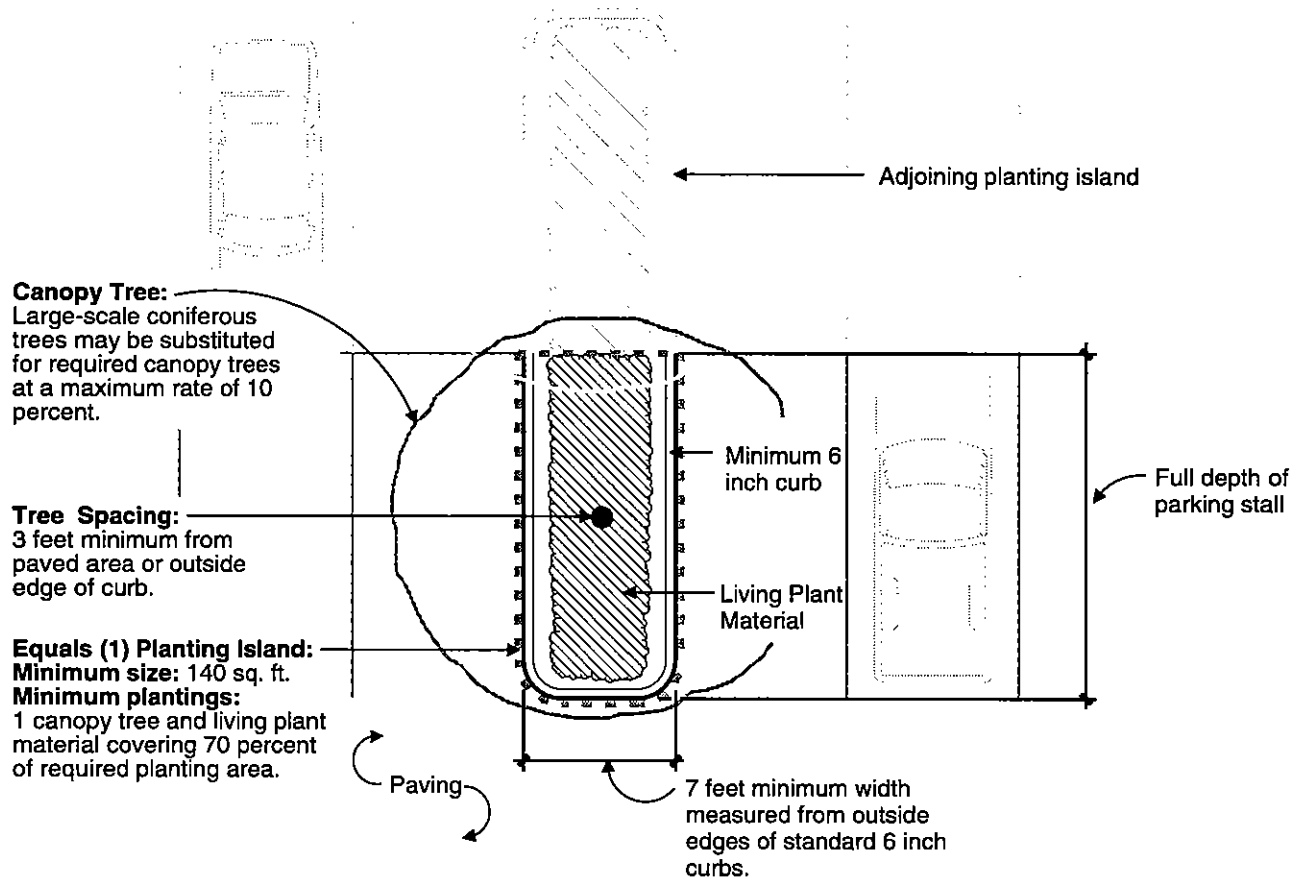 Adjoining planting island
Canopy Tree:
Large-scale coniferous
trees may be substituted
for required canopy trees
at a maximum rate of 10
percent.
Minimum 6
inch curb
Full depth of
parking stall
Tree Spacing:
3 feet minimum from
paved area or outside
edge of curb.
Living Plant
Material
Equals (1) Planting Island:
Minimum size: 140 sq. ft.
Minimum plantings:
1 canopy tree and living plant
material covering 70 percent
of required planting area.
Paving
7 feet minimum width
measured from outside
edges of standard 6 inch
curbs.